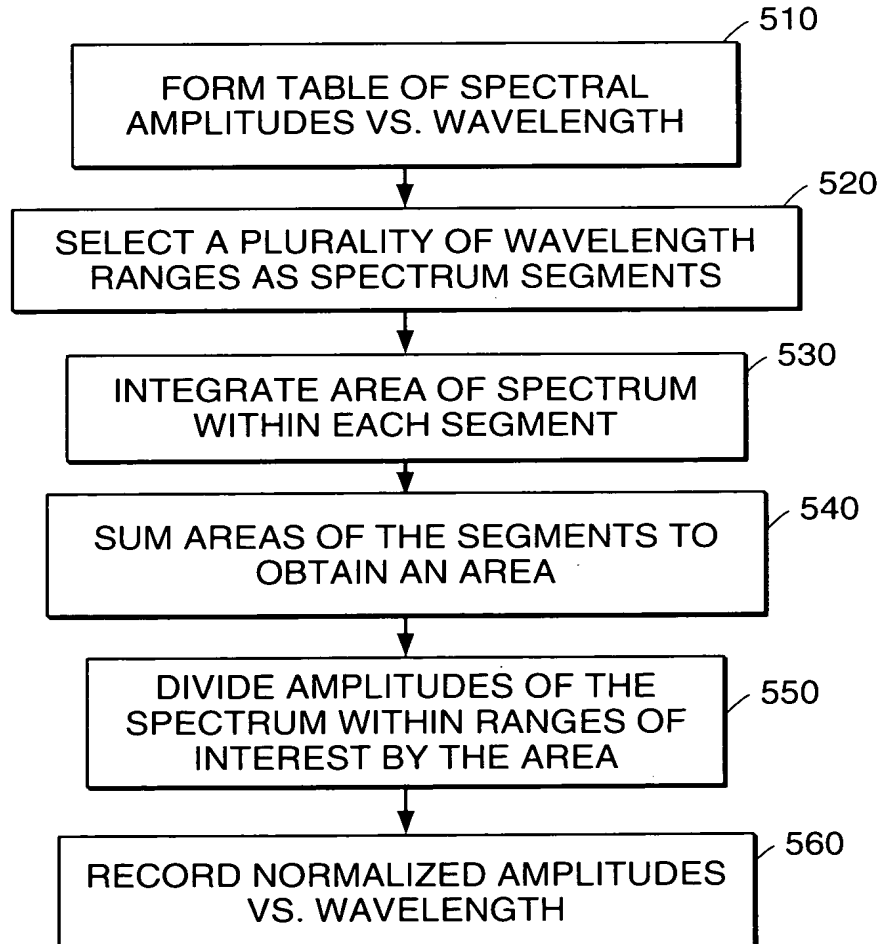 510
FORM TABLE OF SPECTRAL
AMPLITUDES VS. WAVELENGTH
520
SELECT A PLURALITY OF WAVELENGTH
RANGES AS SPECTRUM SEGMENTS
530
INTEGRATE AREA OF SPECTRUM
WITHIN EACH SEGMENT
540
SUM AREAS OF THE SEGMENTS TO
OBTAIN AN AREA
550
DIVIDE AMPLITUDES OF THE
SPECTRUM WITHIN RANGES OF
INTEREST BY THE AREA
560
RECORD NORMALIZED AMPLITUDES
VS. WAVELENGTH